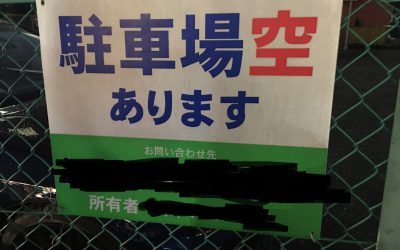 駐車場空
あります
お問い合わせ先
所有者